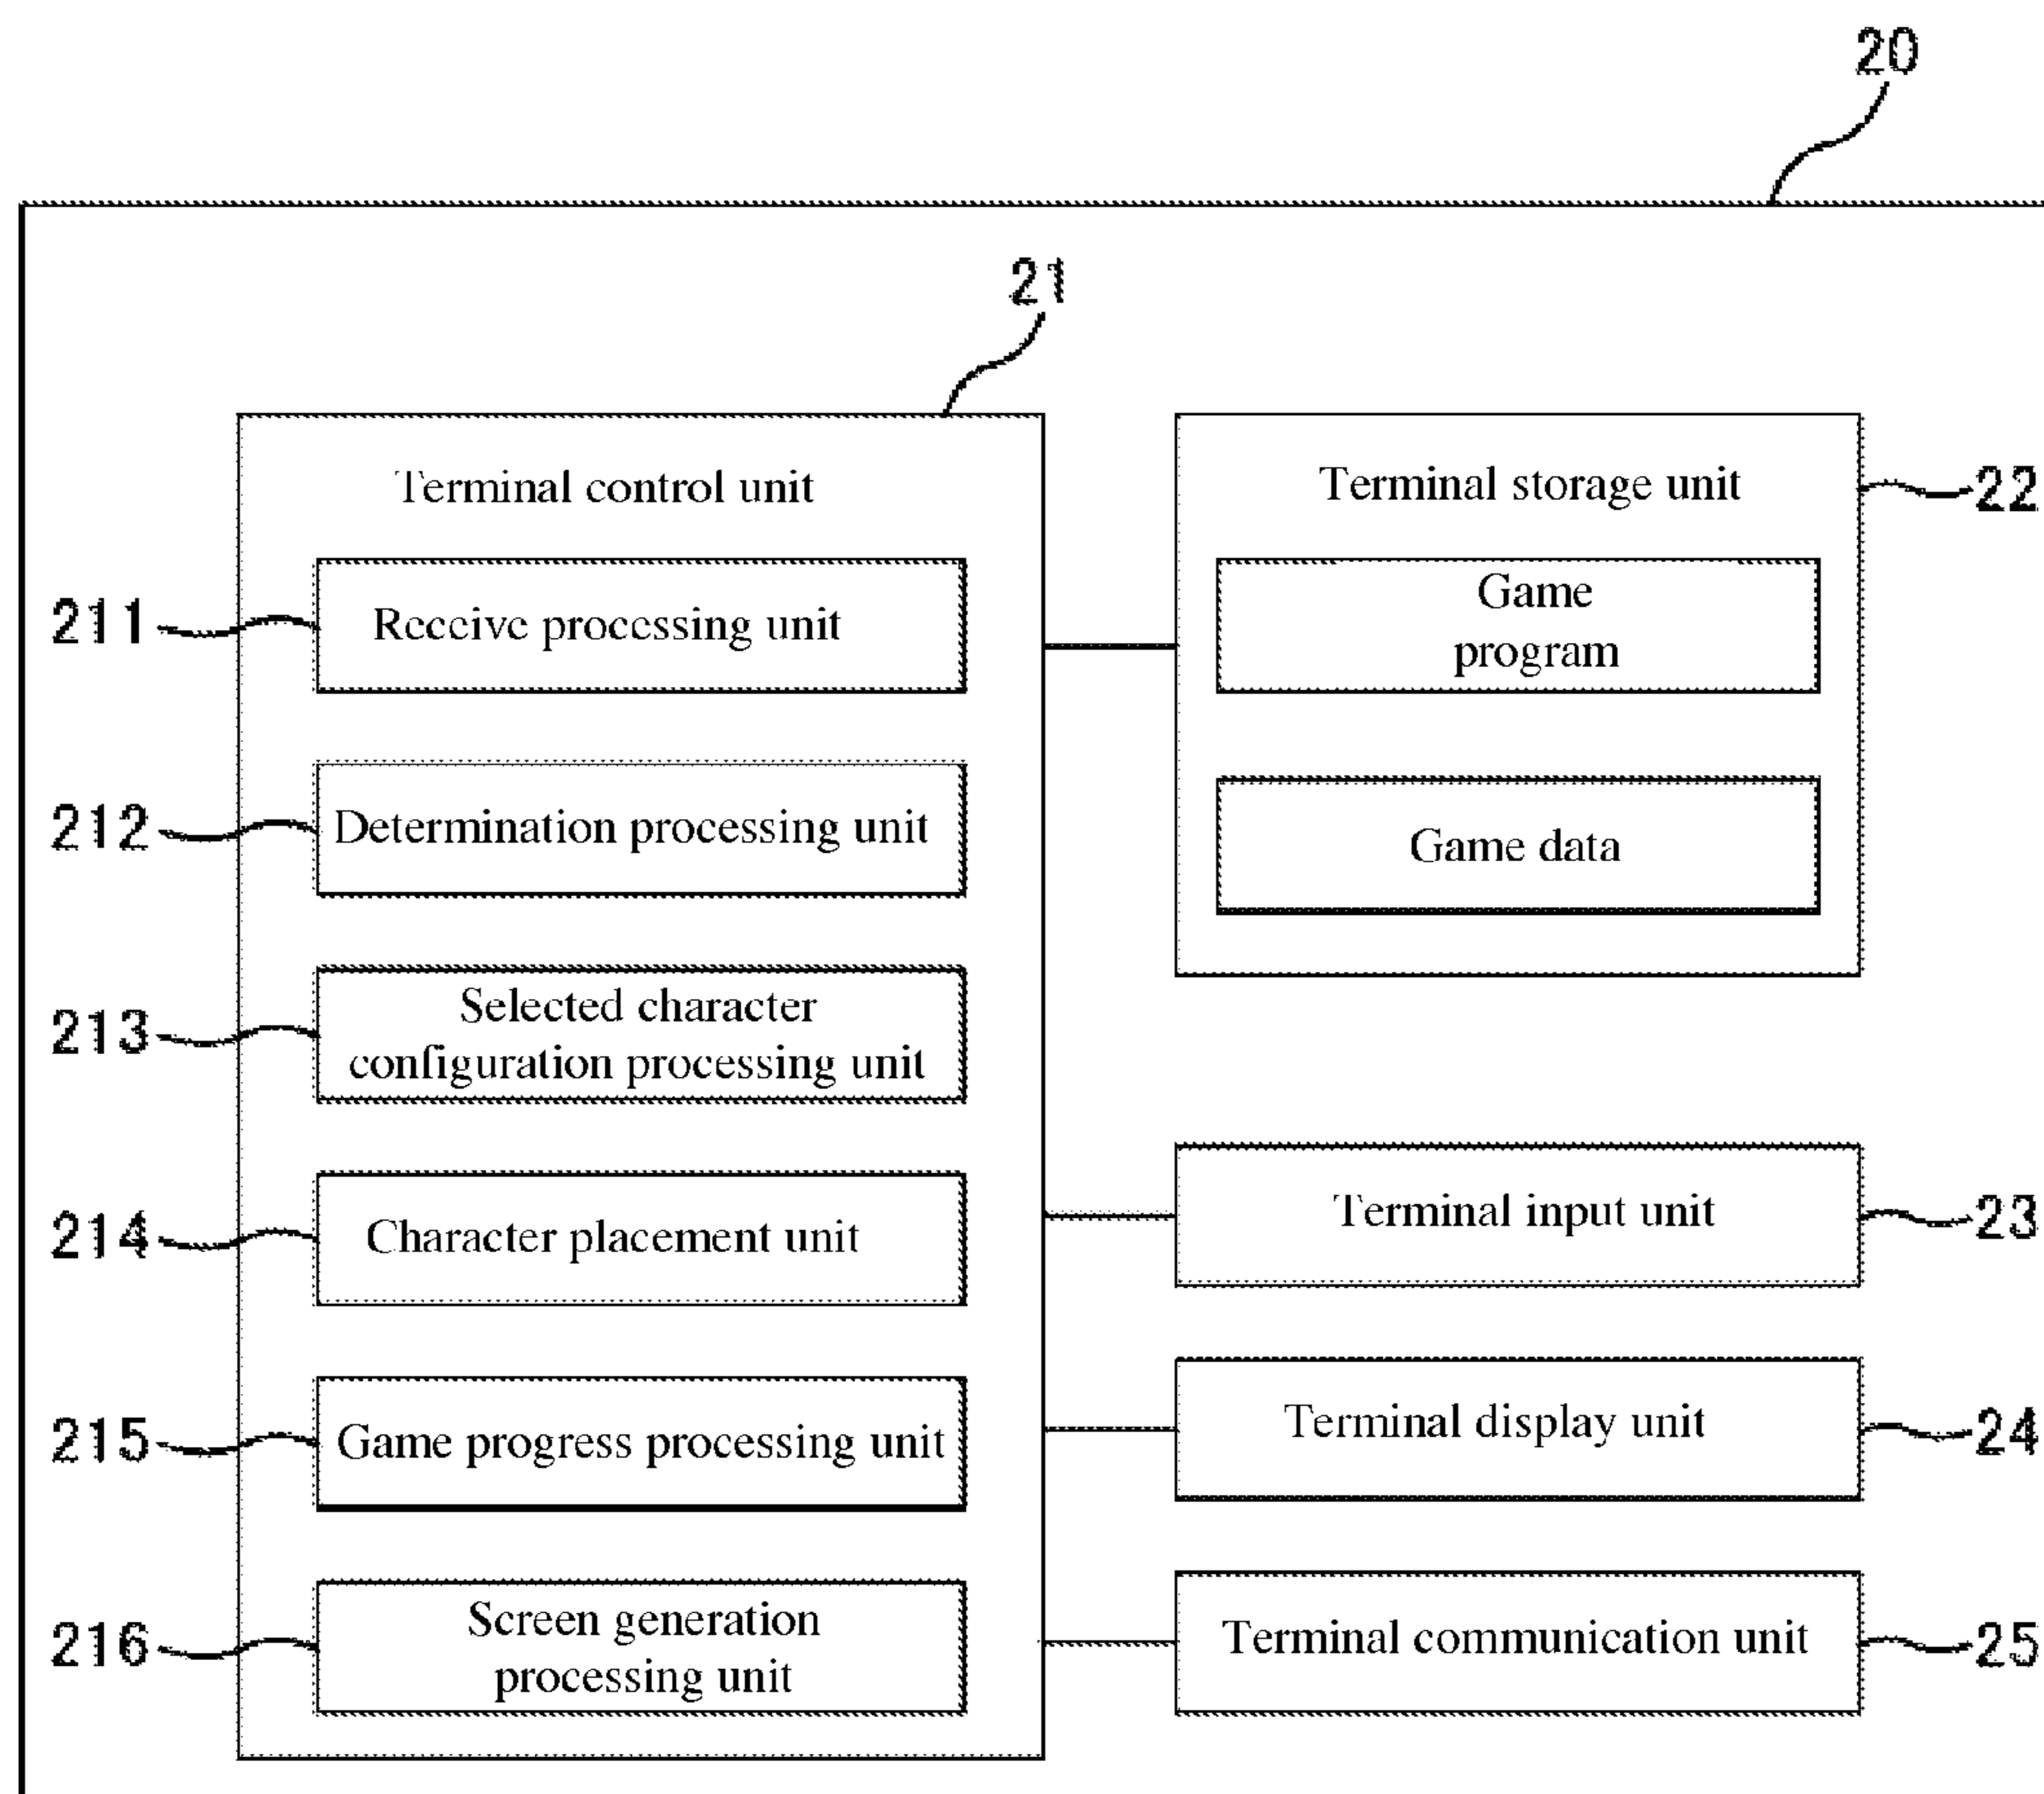 20
21
Terminal control unit
211
Receive processing unit
212
Determination processing unit
213
Selected character
configuration processing unit
214
Character placement unit
215
Game progress processing unit
216
Screen generation
processing unit
Terminal storage unit
22
Game
program
Game data
Terminal input unit
23
Terminal display unit
24
Terminal communication unit
25